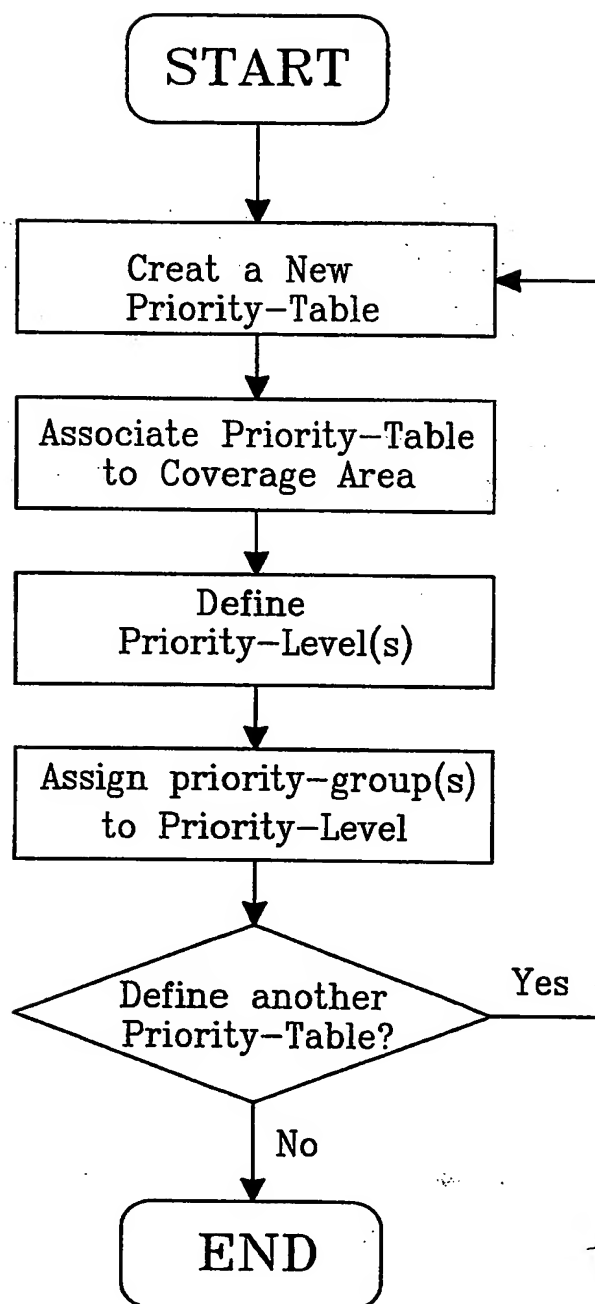 START
Creat a New
Priority-Table
Associate Priority-Table
to Coverage Area
Define
Priority-Level(s)
Assign priority-group(s)
to Priority-Level
Define another
Priority-Table?
Yes
No
END